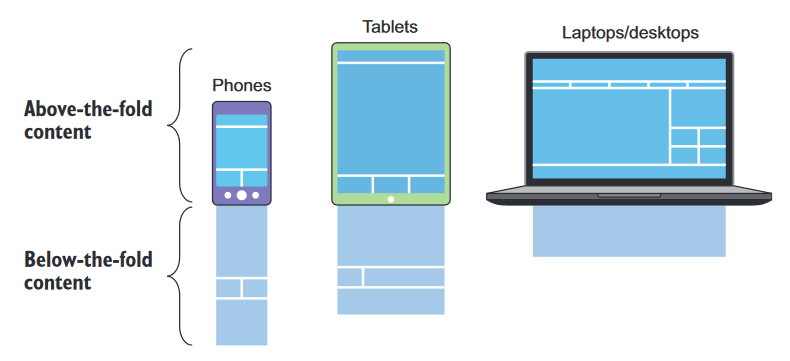 Tablets
Laptops/desktops
Phones
Above-the-fold
content
Below-the-fold
content